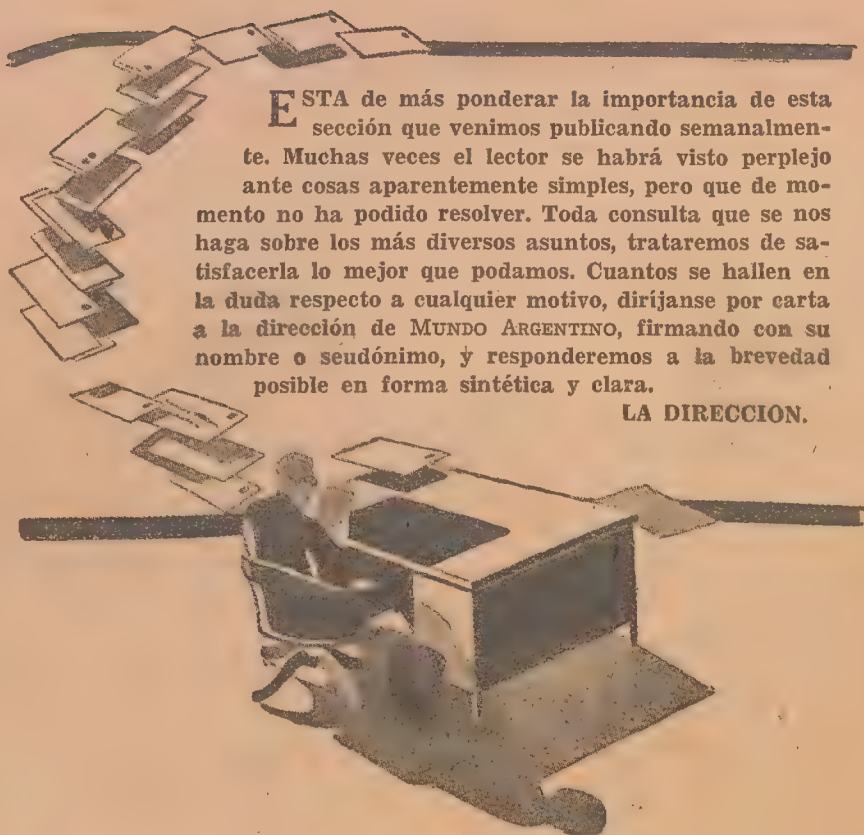 ESTA de más ponderar la importancia de esta
sección que venimos publicando semanalmen-
te. Muchas veces el lector se habrá visto perplejo
ante cosas aparentemente simples, pero que de mo-
mento no ha podido resolver. Toda consulta que se nos
haga sobre los más diversos asuntos, trataremos de sa-
tisfacerla lo mejor que podamos. Cuantos se hallen en
la duda respecto a cualquier motivo, diríjanse por carta
a la dirección de MUNDO ARGENTINO, firmando con su
nombre o seudónimo, y responderemos a la brevedad
posible en forma sintética y clara.
LA DIRECCION.